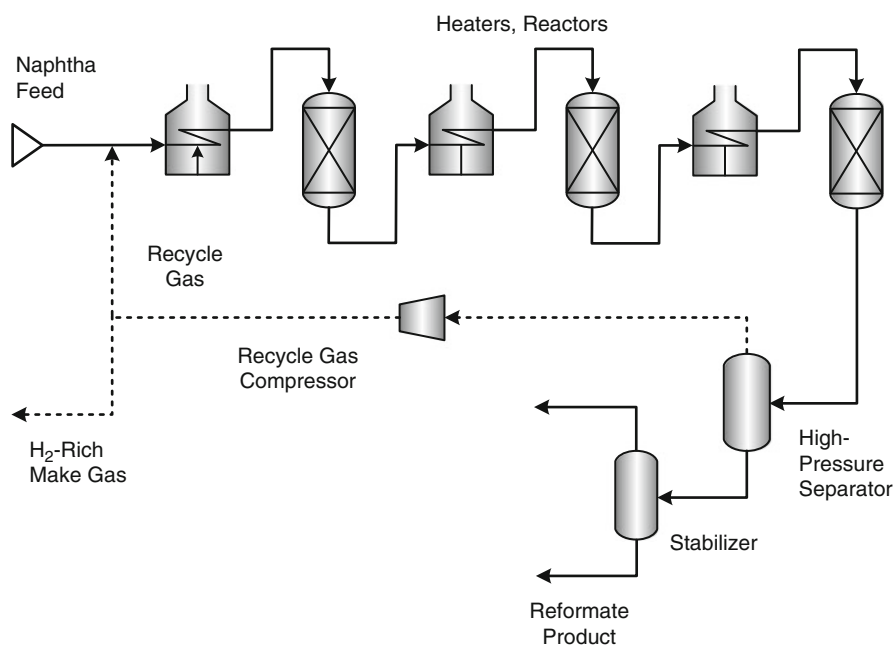 Heaters, Reactors
Naphtha
Feed
Recycle
Gas
Recycle Gas
Compressor
H₂-Rich
Make Gas
High-
Pressure
Separator
Stabilizer
Reformate
Product